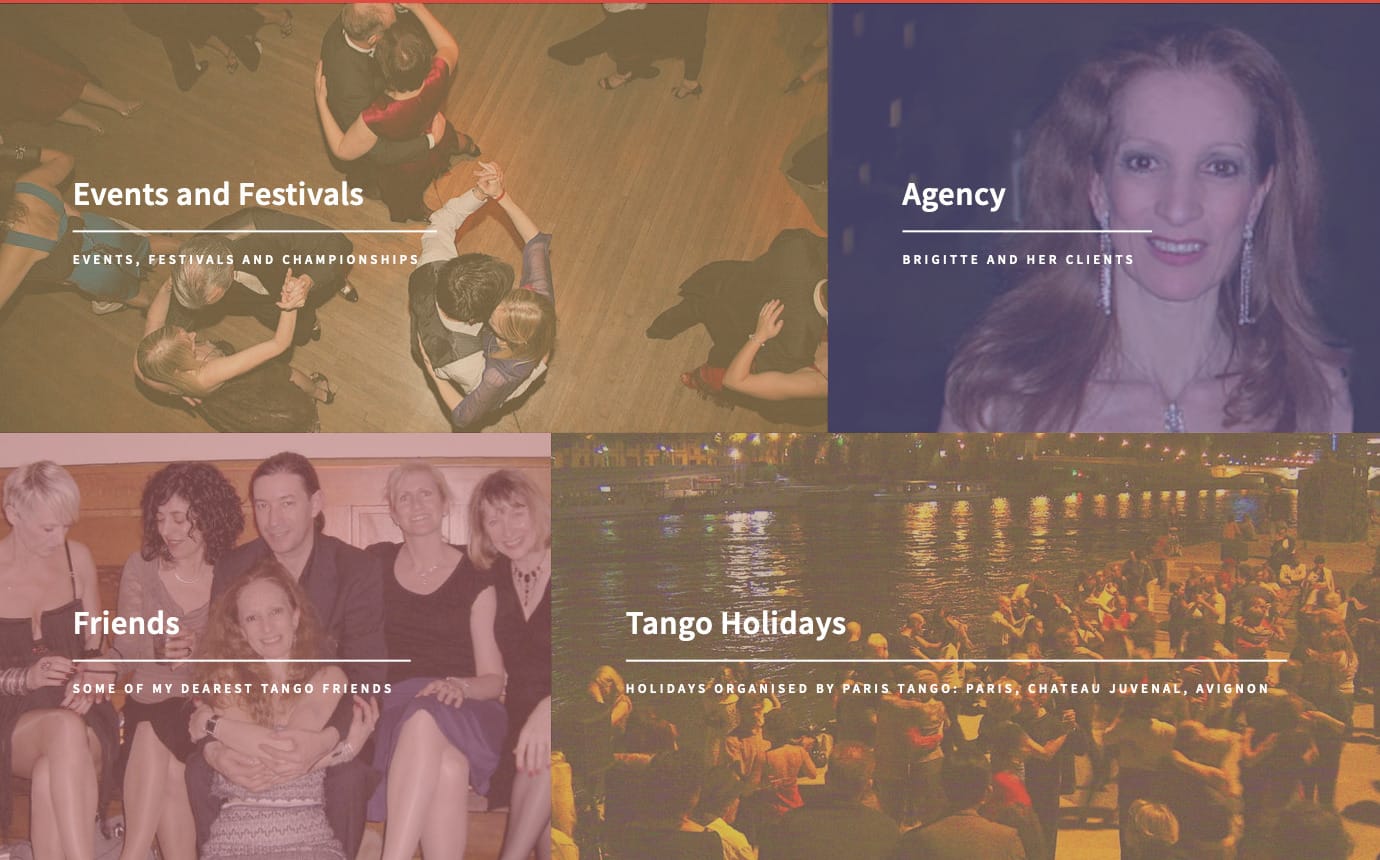 Events and Festivals
EVENTS, FESTIVALS AND CHAMPIONSHIPS
Agency
BRIGITTE AND HER CLIENTS
Friends
SOME OF MY DEAREST TANGO FRIENDS
Tango Holidays
HOLIDAYS ORGANISED BY PARIS TANGO: PARIS, CHATEAU JUVENAL, AVIGNON